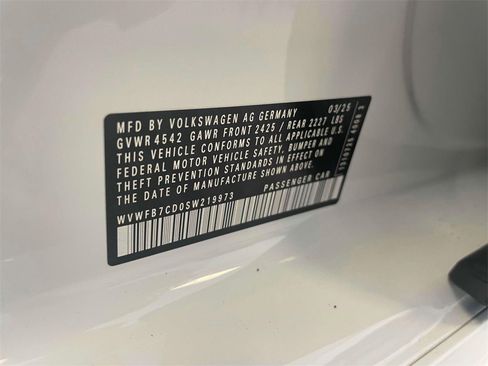 MFD BY VOLKSWAGEN AG GERMANY 03/25
GVWR 4542 GAWR FRONT 2425 / REAR 2227 LBS
THIS VEHICLE CONFORMS TO ALL APPLICABLE U.S.
FEDERAL MOTOR VEHICLE SAFETY, BUMPER AND
THEFT PREVENTION STANDARDS IN EFFECT ON
THE DATE OF MANUFACTURE SHOWN ABOVE.
WVWFB7CD0SW219973 PASSENGER CAR